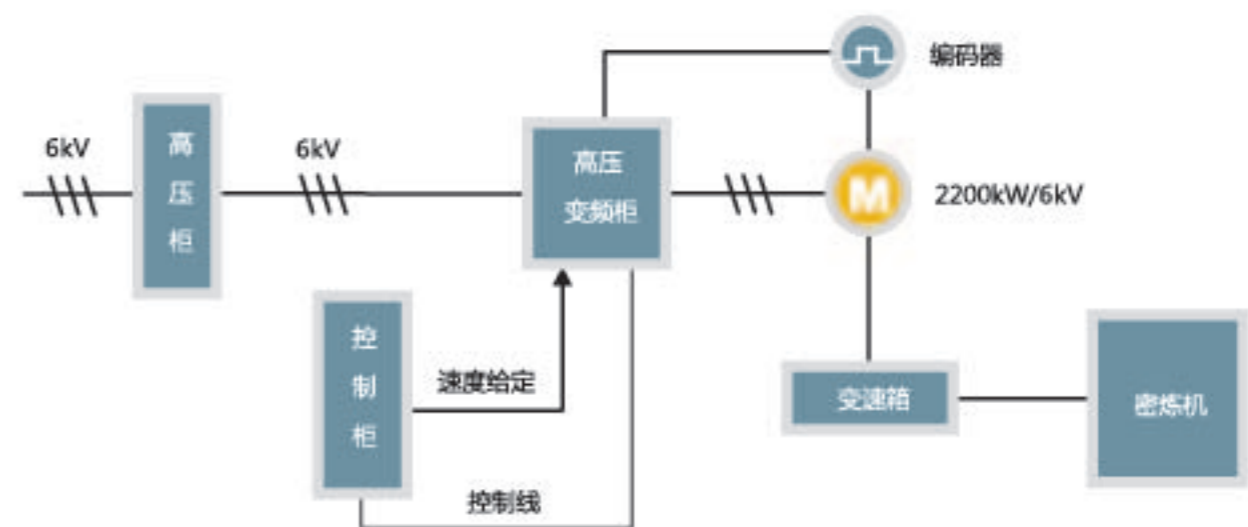 编码器
6kV
高压柜
6kV
高压
变频柜
M
2200kW/6kV
控制柜
速度给定
变速箱
密炼机
控制线